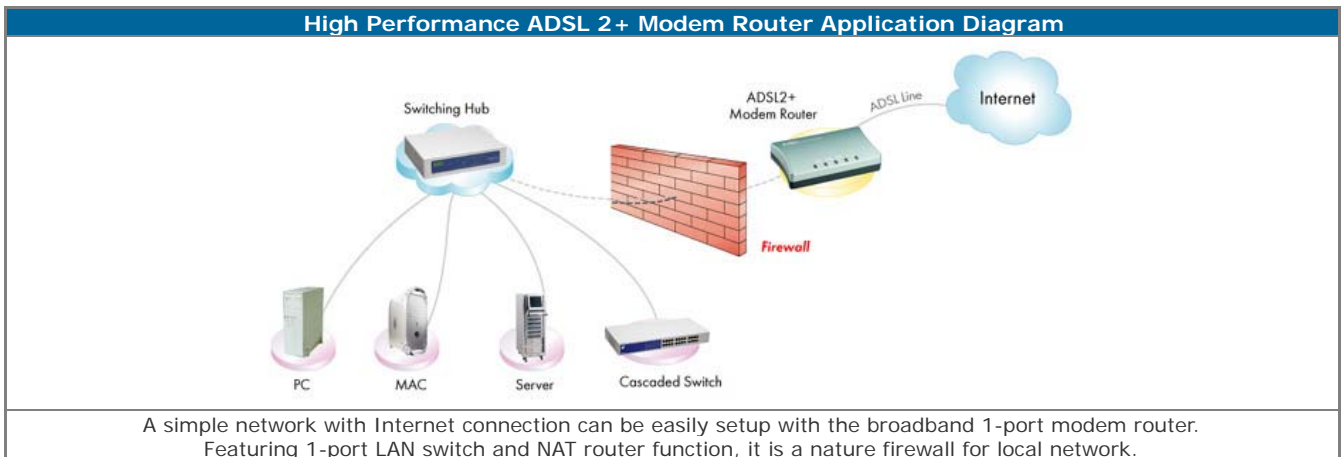 High Performance ADSL 2+ Modem Router Application Diagram
Internet
ADSL Line
ADSL2+
Modem Router
Switching Hub
Firewall
PC
MAC
Server
Cascaded Switch
A simple network with Internet connection can be easily setup with the broadband 1-port modem router.
Featuring 1-port LAN switch and NAT router function, it is a nature firewall for local network.